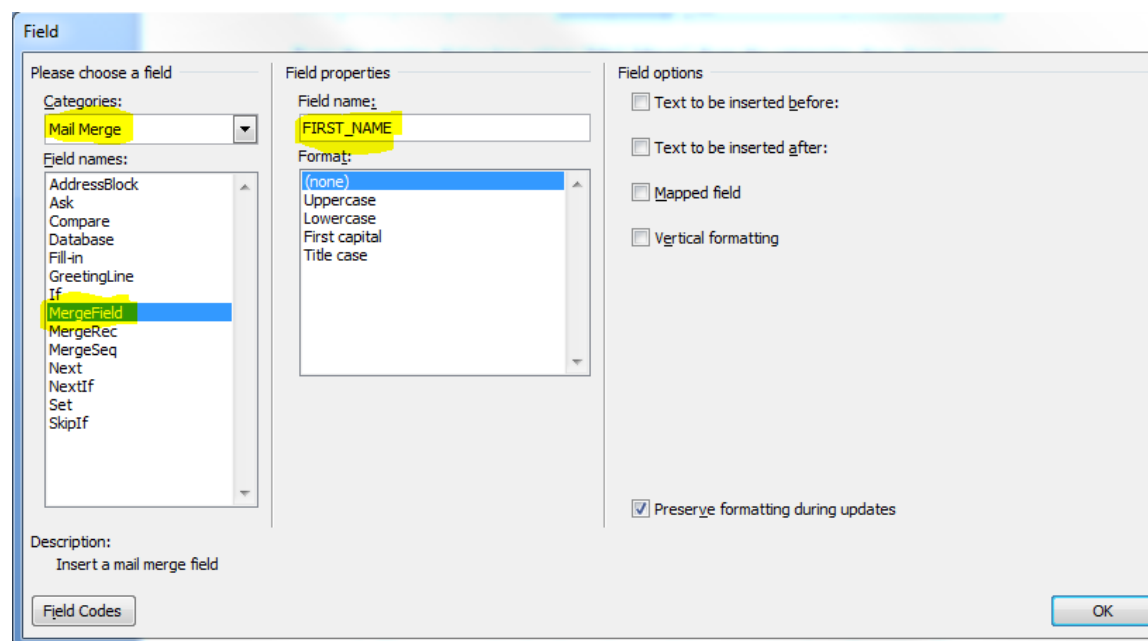 Field
Please choose a field
Categories:
Mail Merge
Field names:
AddressBlock
Ask
Compare
Database
Fill-in
GreetingLine
If
MergeField
MergeRec
MergeSeq
Next
NextIf
Set
SkipIf
Field properties
Field name:
FIRST_NAME
Format:
(none)
Uppercase
Lowercase
First capital
Title case
Field options
Text to be inserted before:
Text to be inserted after:
Mapped field
Vertical formatting
Preserve formatting during updates
Description:
Insert a mail merge field
Field Codes
OK